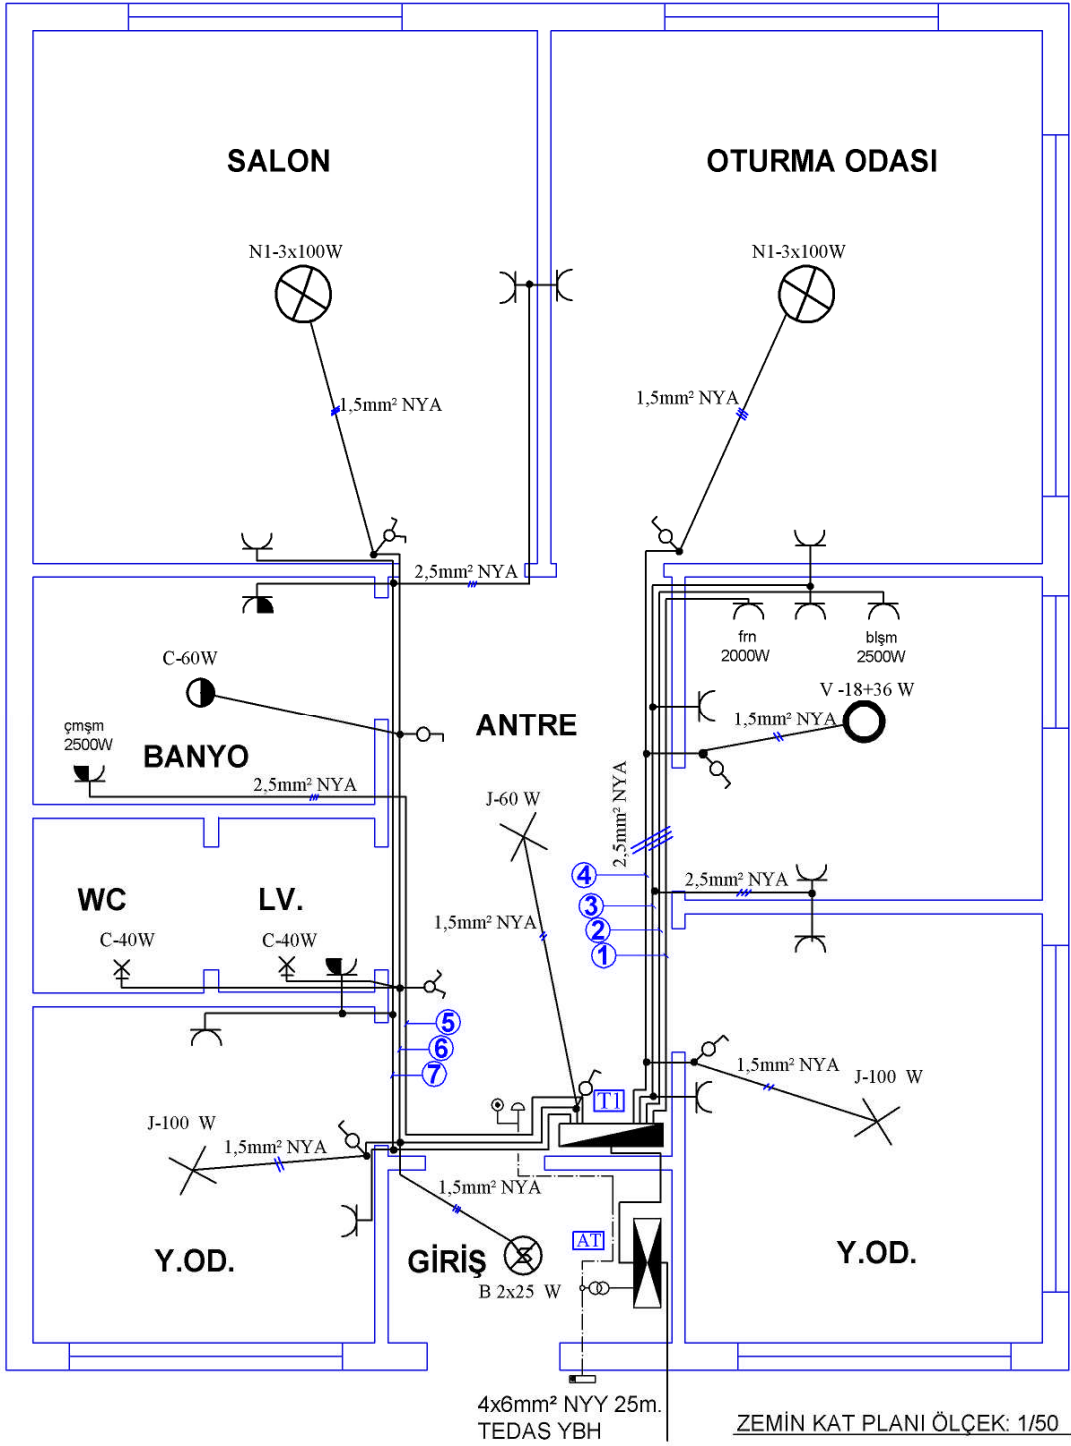 SALON
OTURMA ODASI
N1-3x100W
N1-3x100W
1,5mm² NYA
1,5mm² NYA
2,5mm² NYA
frn
2000W
blşm
2500W
C-60W
V -18+36 W
1,5mm² NYA
ANTRE
çmşm
2500W
BANYO
2,5mm² NYA
J-60 W
2,5mm² NYA
4
3
2
1
2,5mm² NYA
WC
LV.
1,5mm² NYA
C-40W
C-40W
5
6
7
1,5mm² NYA
J-100 W
T1
J-100 W
1,5mm² NYA
1,5mm² NYA
AT
Y.OD.
GİRİŞ
Y.OD.
B 2x25 W
4x6mm² NYY 25m.
TEDAS YBH
ZEMİN KAT PLANI ÖLÇEK: 1/50